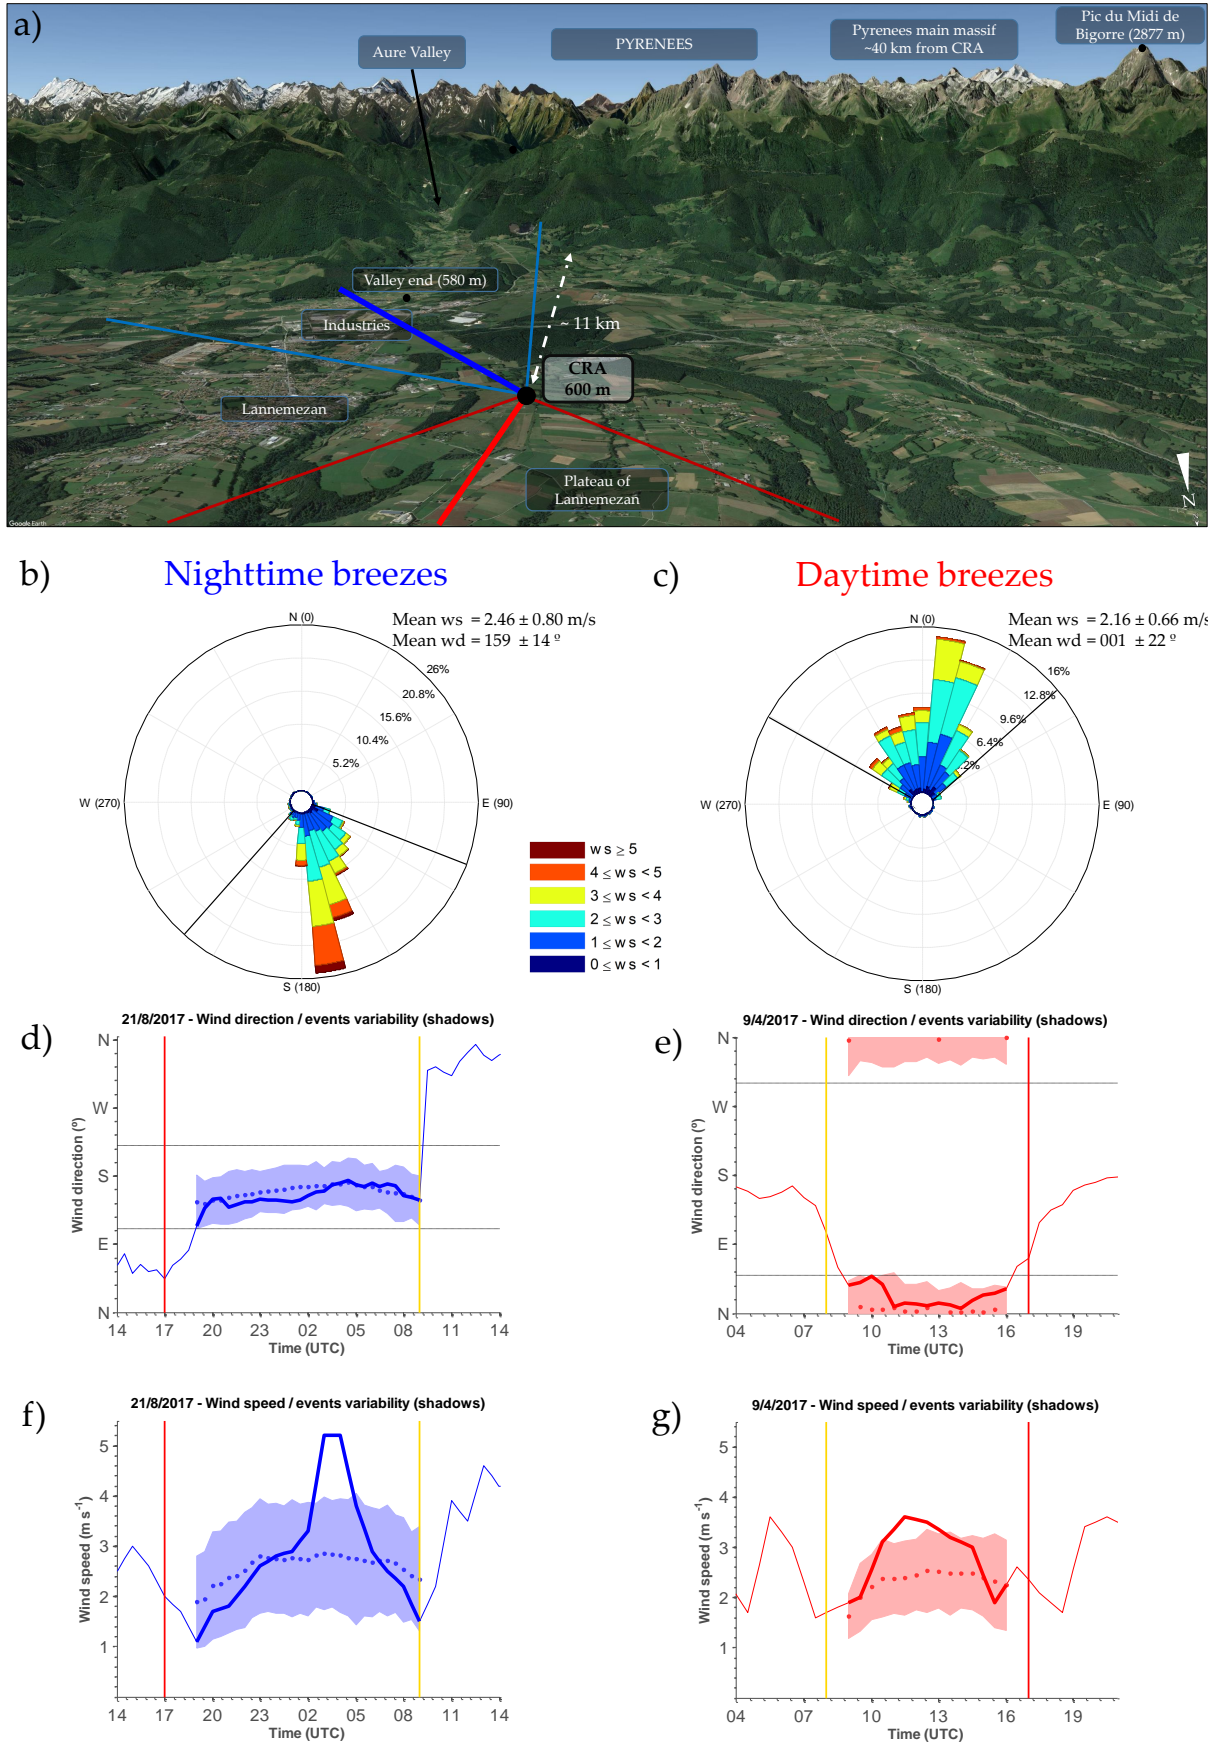 a)
Aure Valley
PYRENEES
Pyrenees main massif
~40 km from CRA
Pic du Midi de
Bigorre (2877 m)
Valley end (580 m)
Industries
~ 11 km
CRA
600 m
Lannemezan
Plateau of
Lannemezan
N
Google Earth
b)
Nighttime breezes
Mean ws = 2.46 ± 0.80 m/s
Mean wd = 159 ± 14 º
N (0)
26%
20.8%
15.6%
10.4%
5.2%
W (270)
E (90)
S (180)
c)
Daytime breezes
Mean ws = 2.16 ± 0.66 m/s
Mean wd = 001 ± 22 º
N (0)
16%
12.8%
9.6%
6.4%
.2%
W (270)
E (90)
S (180)
ws ≥ 5
4 ≤ ws < 5
3 ≤ ws < 4
2 ≤ ws < 3
1 ≤ ws < 2
0 ≤ ws < 1
d)
21/8/2017 - Wind direction / events variability (shadows)
Wind direction (º)
N
W
S
E
N
14 17 20 23 02 05 08 11 14
Time (UTC)
e)
9/4/2017 - Wind direction / events variability (shadows)
Wind direction (º)
N
W
S
E
N
04 07 10 13 16 19
Time (UTC)
f)
21/8/2017 - Wind speed / events variability (shadows)
Wind speed (m s⁻¹)
5
4
3
2
1
14 17 20 23 02 05 08 11 14
Time (UTC)
g)
9/4/2017 - Wind speed / events variability (shadows)
Wind speed (m s⁻¹)
5
4
3
2
1
04 07 10 13 16 19
Time (UTC)